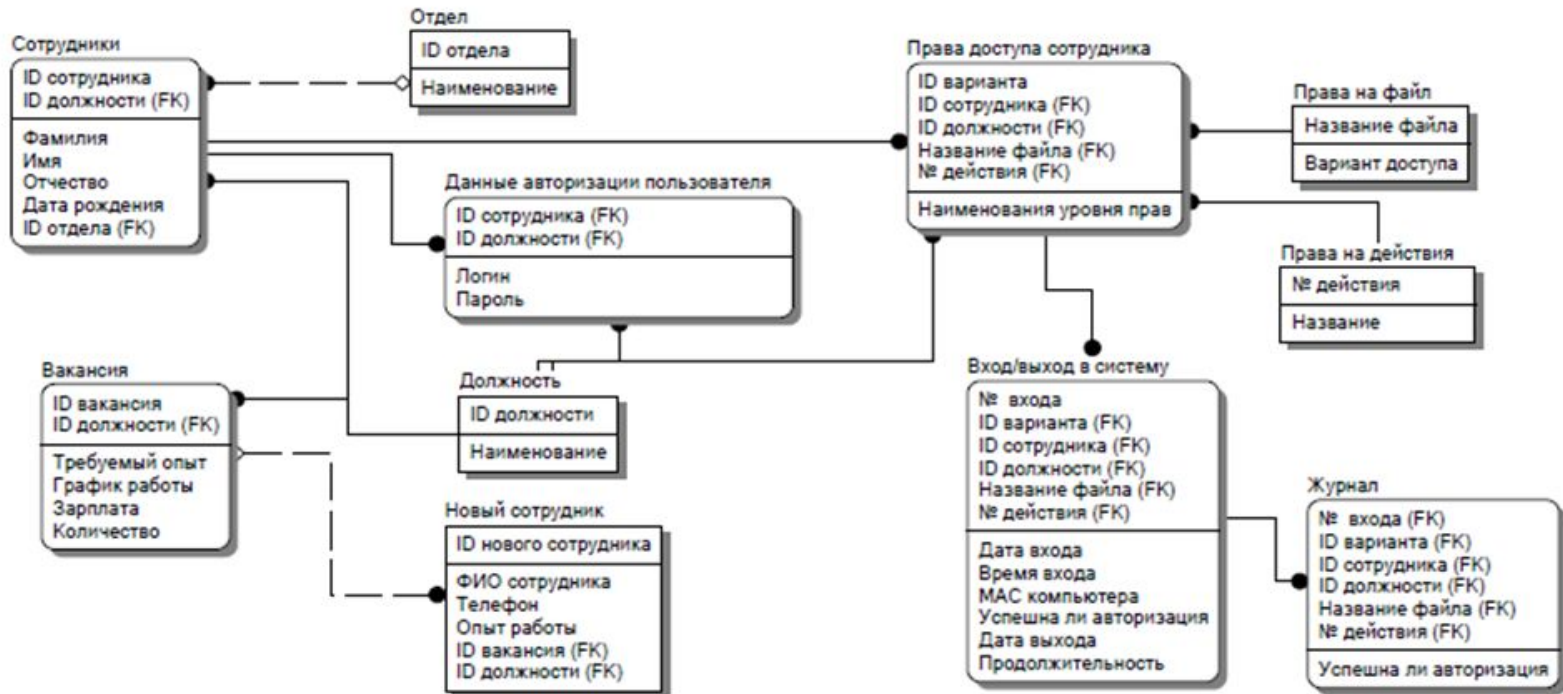 Отдел
ID отдела
Наименование
Сотрудники
ID сотрудника
ID должности (FK)
Фамилия
Имя
Отчество
Дата рождения
ID отдела (FK)
Права доступа сотрудника
ID варианта
ID сотрудника (FK)
ID должности (FK)
Название файла (FK)
№ действия (FK)
Наименования уровня прав
Права на файл
Название файла
Вариант доступа
Данные авторизации пользователя
ID сотрудника (FK)
ID должности (FK)
Логин
Пароль
Права на действия
№ действия
Название
Вакансия
ID вакансия
ID должности (FK)
Требуемый опыт
График работы
Зарплата
Количество
Должность
ID должности
Наименование
Новый сотрудник
ID нового сотрудника
ФИО сотрудника
Телефон
Опыт работы
ID вакансия (FK)
ID должности (FK)
Вход/выход в систему
№ входа
ID варианта (FK)
ID сотрудника (FK)
ID должности (FK)
Название файла (FK)
№ действия (FK)
Дата входа
Время входа
MAC компьютера
Успешна ли авторизация
Дата выхода
Продолжительность
Журнал
№ входа (FK)
ID варианта (FK)
ID сотрудника (FK)
ID должности (FK)
Название файла (FK)
№ действия (FK)
Успешна ли авторизация